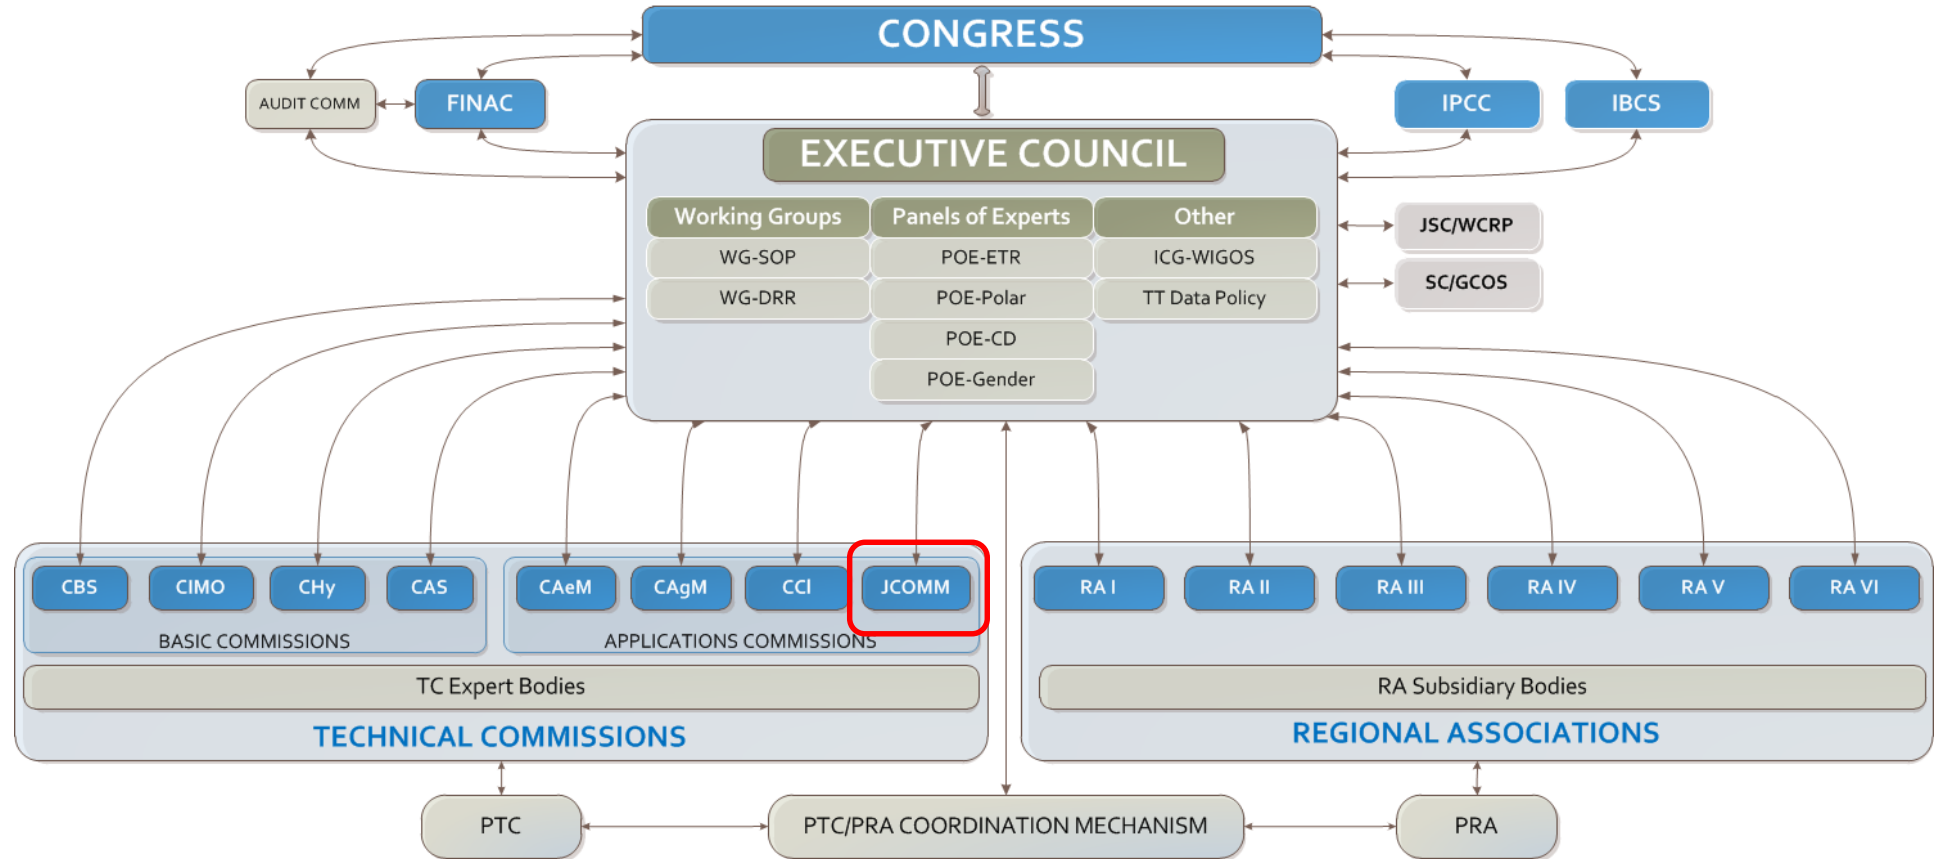 CONGRESS
AUDIT COMM
FINAC
IPCC
IBCS
EXECUTIVE COUNCIL
Working Groups
Panels of Experts
Other
WG-SOP
POE-ETR
ICG-WIGOS
WG-DRR
POE-Polar
TT Data Policy
POE-CD
POE-Gender
JSC/WCRP
SC/GCOS
CBS
CIMO
CHy
CAS
BASIC COMMISSIONS
CAeM
CAgM
CCl
JCOMM
APPLICATIONS COMMISSIONS
TC Expert Bodies
TECHNICAL COMMISSIONS
RA I
RA II
RA III
RA IV
RA V
RA VI
RA Subsidiary Bodies
REGIONAL ASSOCIATIONS
PTC
PTC/PRA COORDINATION MECHANISM
PRA